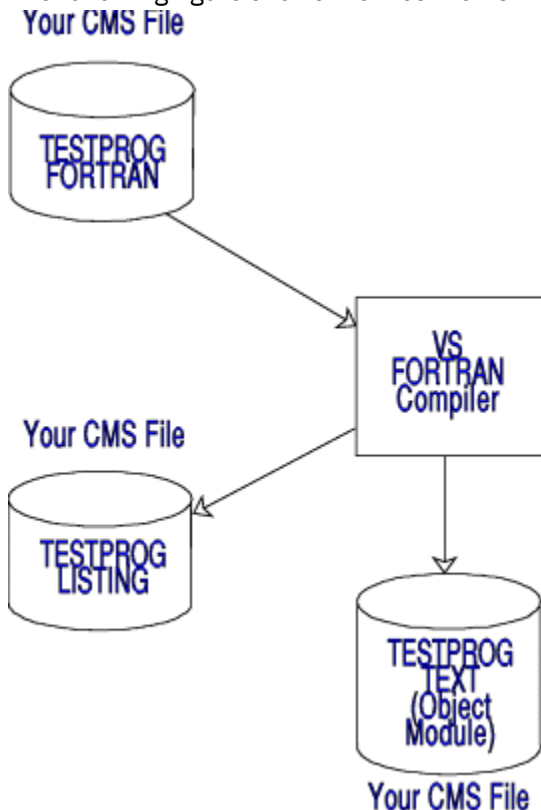 Your CMS File
TESTPROG
FORTRAN
VS
FORTRAN
Compiler
Your CMS File
TESTPROG
LISTING
TESTPROG
TEXT
(Object
Module)
Your CMS File